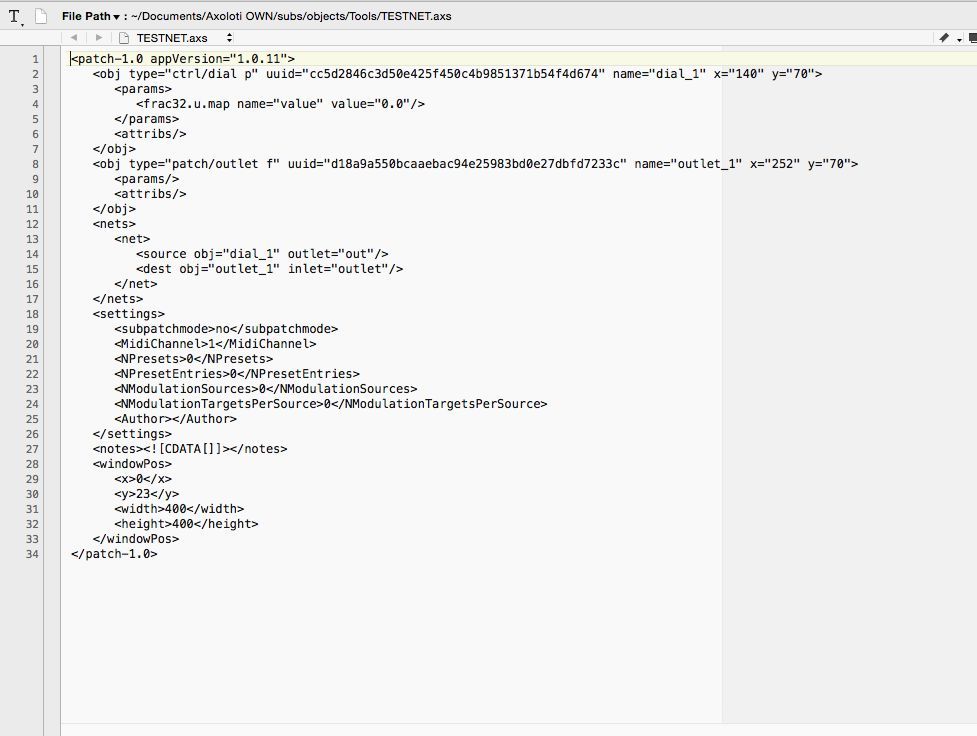 File Path ▾ : ~/Documents/Axoloti OWN/subs/objects/Tools/TESTNET.axs
TESTNET.axs
1 <patch-1.0 appVersion="1.0.11">
2 <obj type="ctrl/dial p" uuid="cc5d2846c3d50e425f450c4b9851371b54f4d674" name="dial_1" x="140" y="70">
3 <params>
4 <frac32.u.map name="value" value="0.0"/>
5 </params>
6 <attribs/>
7 </obj>
8 <obj type="patch/outlet f" uuid="d18a9a550bcaaebac94e25983bd0e27dbfd7233c" name="outlet_1" x="252" y="70">
9 <params/>
10 <attribs/>
11 </obj>
12 <nets>
13 <net>
14 <source obj="dial_1" outlet="out"/>
15 <dest obj="outlet_1" inlet="outlet"/>
16 </net>
17 </nets>
18 <settings>
19 <subpatchmode>no</subpatchmode>
20 <MidiChannel>1</MidiChannel>
21 <NPresets>0</NPresets>
22 <NPresetEntries>0</NPresetEntries>
23 <NModulationSources>0</NModulationSources>
24 <NModulationTargetsPerSource>0</NModulationTargetsPerSource>
25 <Author></Author>
26 </settings>
27 <notes><![CDATA[]]></notes>
28 <windowPos>
29 <x>0</x>
30 <y>23</y>
31 <width>400</width>
32 <height>400</height>
33 </windowPos>
34 </patch-1.0>